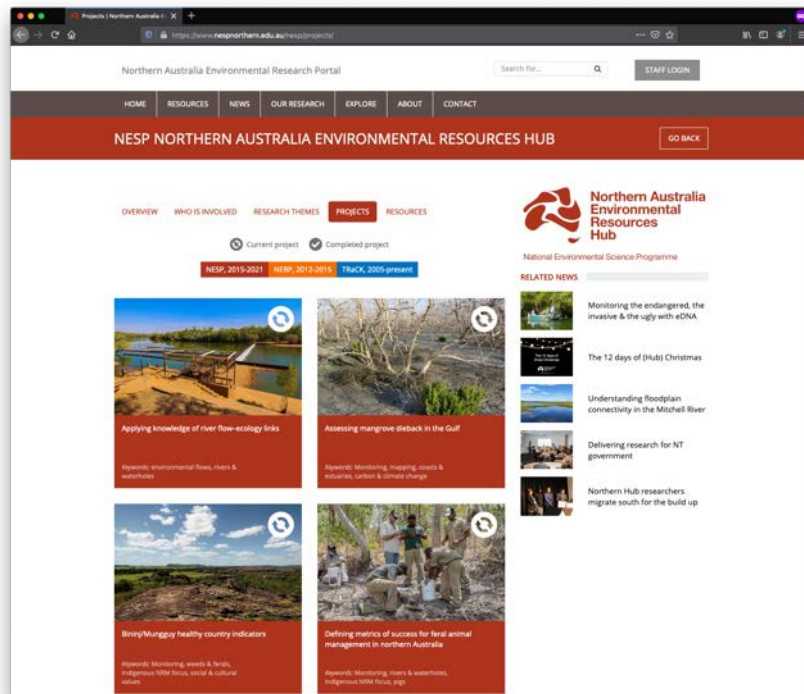 Projects | Northern Australia E
https://www.nespnorthern.edu.au/nesp/projects/
Northern Australia Environmental Research Portal
Search for...
STAFF LOGIN
HOME
RESOURCES
NEWS
OUR RESEARCH
EXPLORE
ABOUT
CONTACT
NESP NORTHERN AUSTRALIA ENVIRONMENTAL RESOURCES HUB
GO BACK
OVERVIEW
WHO IS INVOLVED
RESEARCH THEMES
PROJECTS
RESOURCES
Current project
Completed project
NESP, 2015-2021
NERP, 2012-2015
TRaCK, 2005-present
Applying knowledge of river flow–ecology links
Keywords: environmental flows, rivers &
waterholes
Assessing mangrove dieback in the Gulf
Keywords: Monitoring, mapping, coasts &
estuaries, carbon & climate change
Bininj/Mungguy healthy country indicators
Keywords: Monitoring, weeds & ferals,
Indigenous NRM focus, social & cultural
values
Defining metrics of success for feral animal
management in northern Australia
Keywords: Monitoring, rivers & waterholes,
Indigenous NRM focus, pigs
Northern Australia
Environmental
Resources
Hub
National Environmental Science Programme
RELATED NEWS
Monitoring the endangered, the
invasive & the ugly with eDNA
The 12 days of (Hub) Christmas
Understanding floodplain
connectivity in the Mitchell River
Delivering research for NT
government
Northern Hub researchers
migrate south for the build up